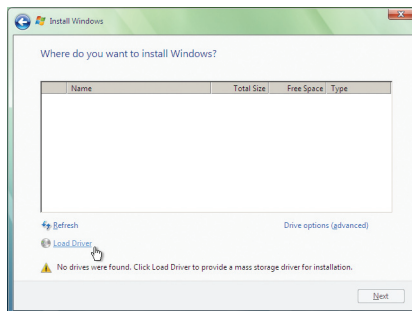 Install Windows
Where do you want to install Windows?
Name Total Size Free Space Type
Refresh Drive options (advanced)
Load Driver
No drives were found. Click Load Driver to provide a mass storage driver for installation.
Next